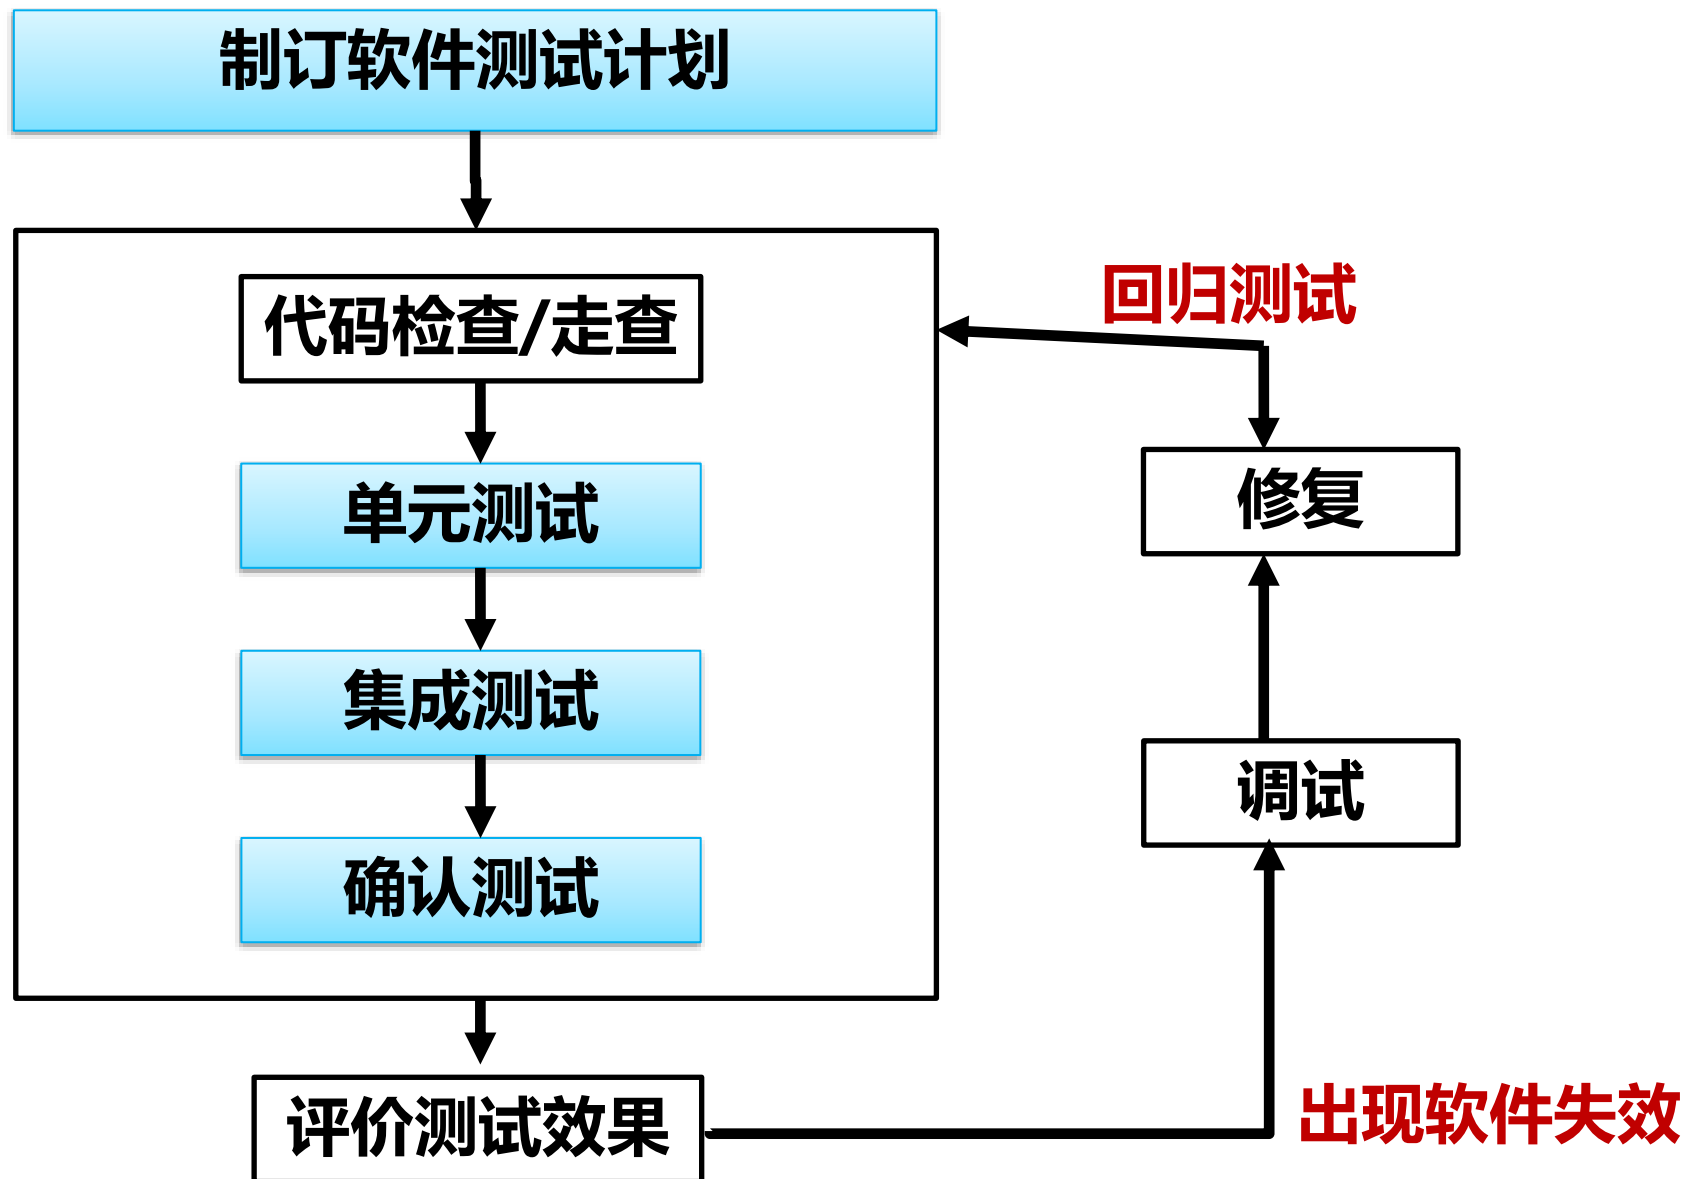 制订软件测试计划
代码检查/走查
单元测试
集成测试
确认测试
评价测试效果
回归测试
修复
调试
出现软件失效